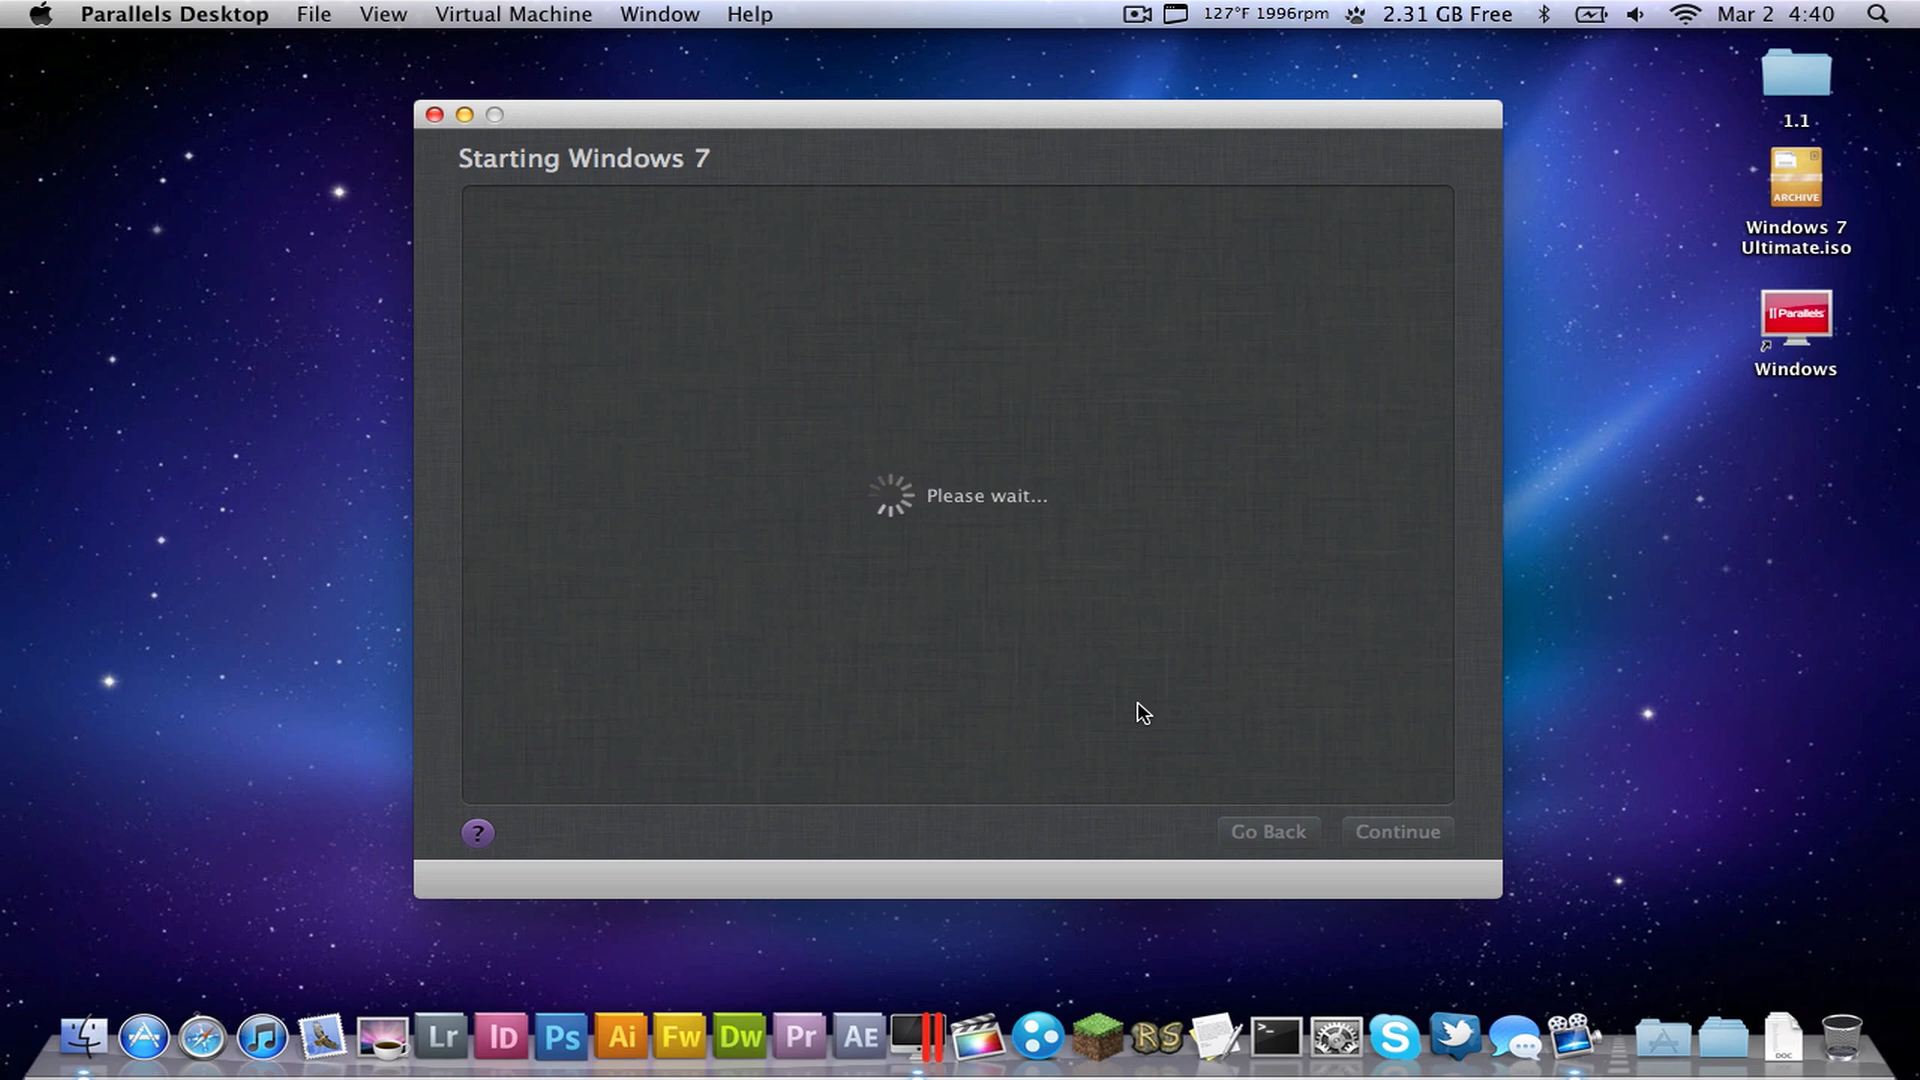 Parallels Desktop File View Virtual Machine Window Help 127°F 1996rpm 2.31 GB Free Mar 2 4:40
1.1
ARCHIVE
Windows 7
Ultimate.iso
Parallels
Windows
Starting Windows 7
Please wait...
? Go Back Continue
Lr ID Ps Ai Fw Dw Pr AE RS >_ S DOC